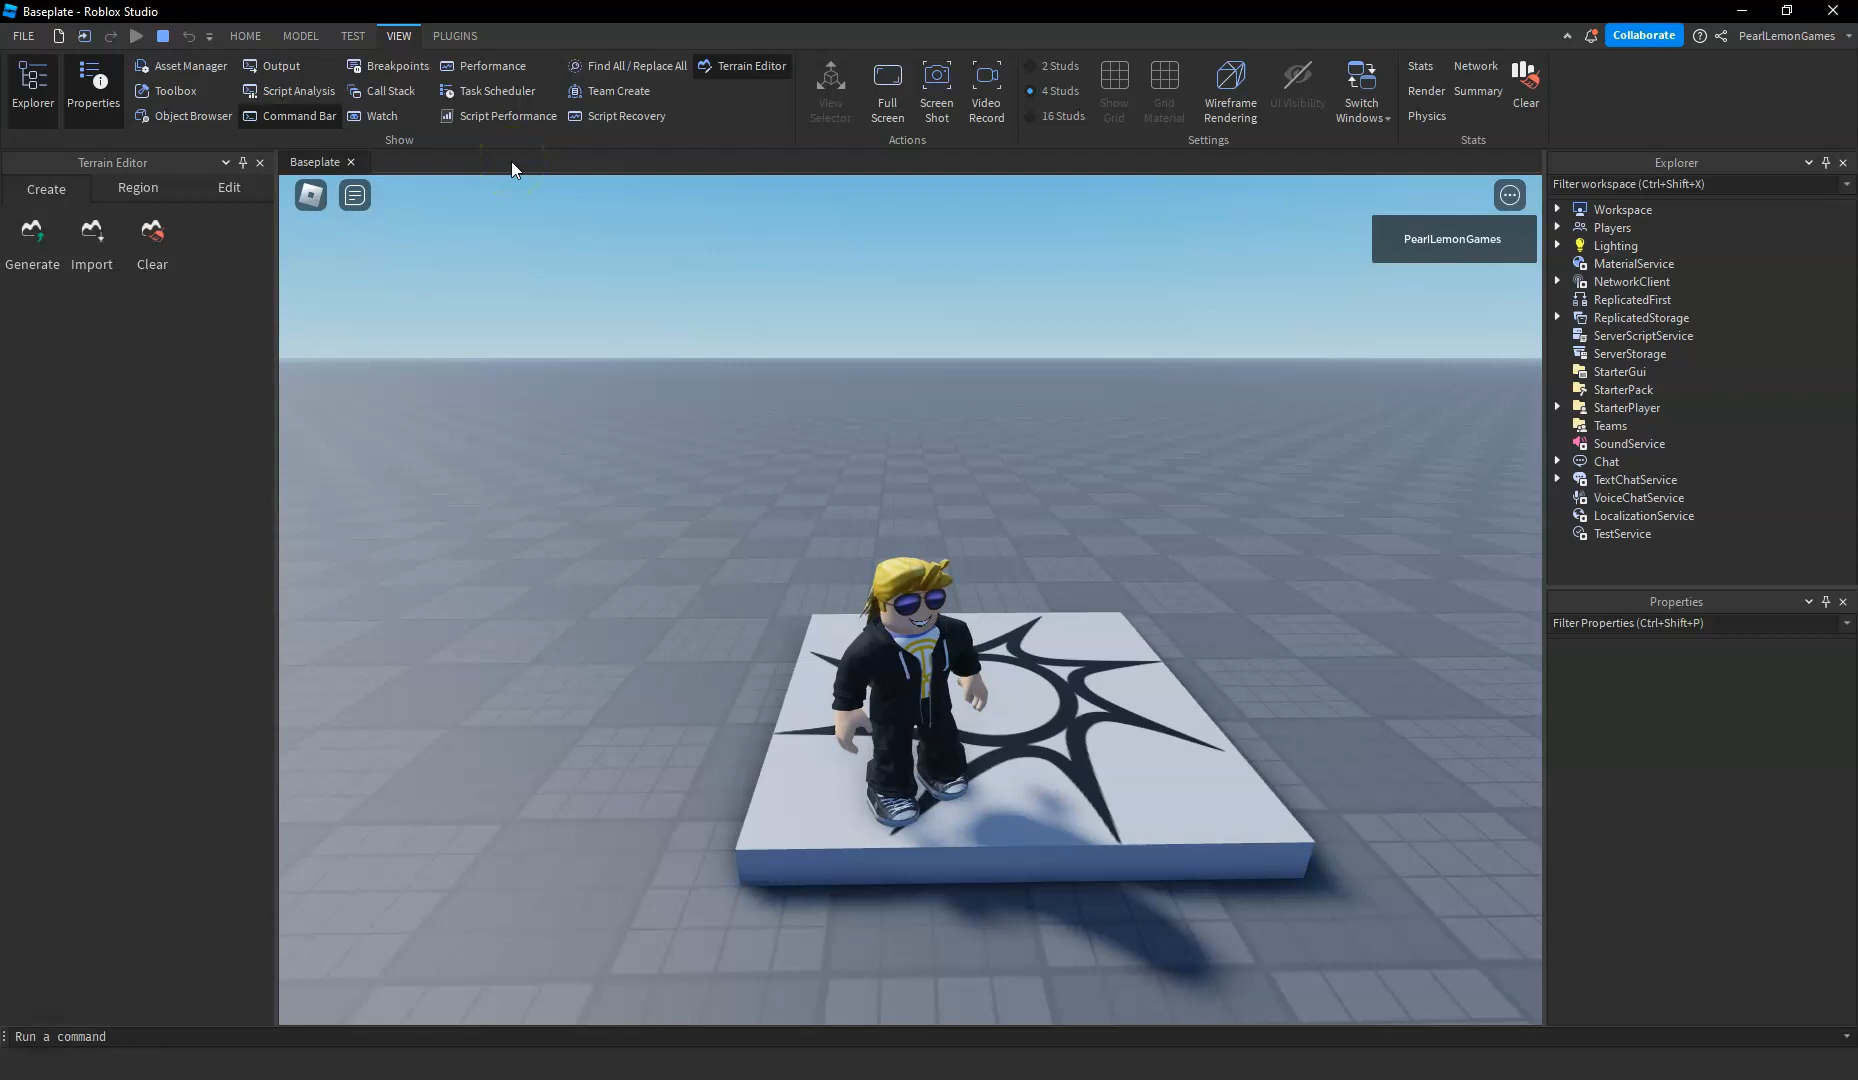 Baseplate - Roblox Studio
FILE HOME MODEL TEST VIEW PLUGINS Collaborate PearlLemonGames
Explorer
Properties
Asset Manager
Toolbox
Object Browser
Output
Script Analysis
Command Bar
Breakpoints
Call Stack
Watch
Performance
Task Scheduler
Script Performance
Find All / Replace All
Team Create
Script Recovery
Terrain Editor
Show
View
Selector
Full
Screen
Screen
Shot
Video
Record
Actions
2 Studs
4 Studs
16 Studs
Show
Grid
Grid
Material
Wireframe
Rendering
UI Visibility
Switch
Windows
Settings
Stats
Render
Physics
Network
Summary
Clear
Stats
Terrain Editor
Create Region Edit
Generate Import Clear
Baseplate
PearlLemonGames
Explorer
Filter workspace (Ctrl+Shift+X)
Workspace
Players
Lighting
MaterialService
NetworkClient
ReplicatedFirst
ReplicatedStorage
ServerScriptService
ServerStorage
StarterGui
StarterPack
StarterPlayer
Teams
SoundService
Chat
TextChatService
VoiceChatService
LocalizationService
TestService
Properties
Filter Properties (Ctrl+Shift+P)
Run a command